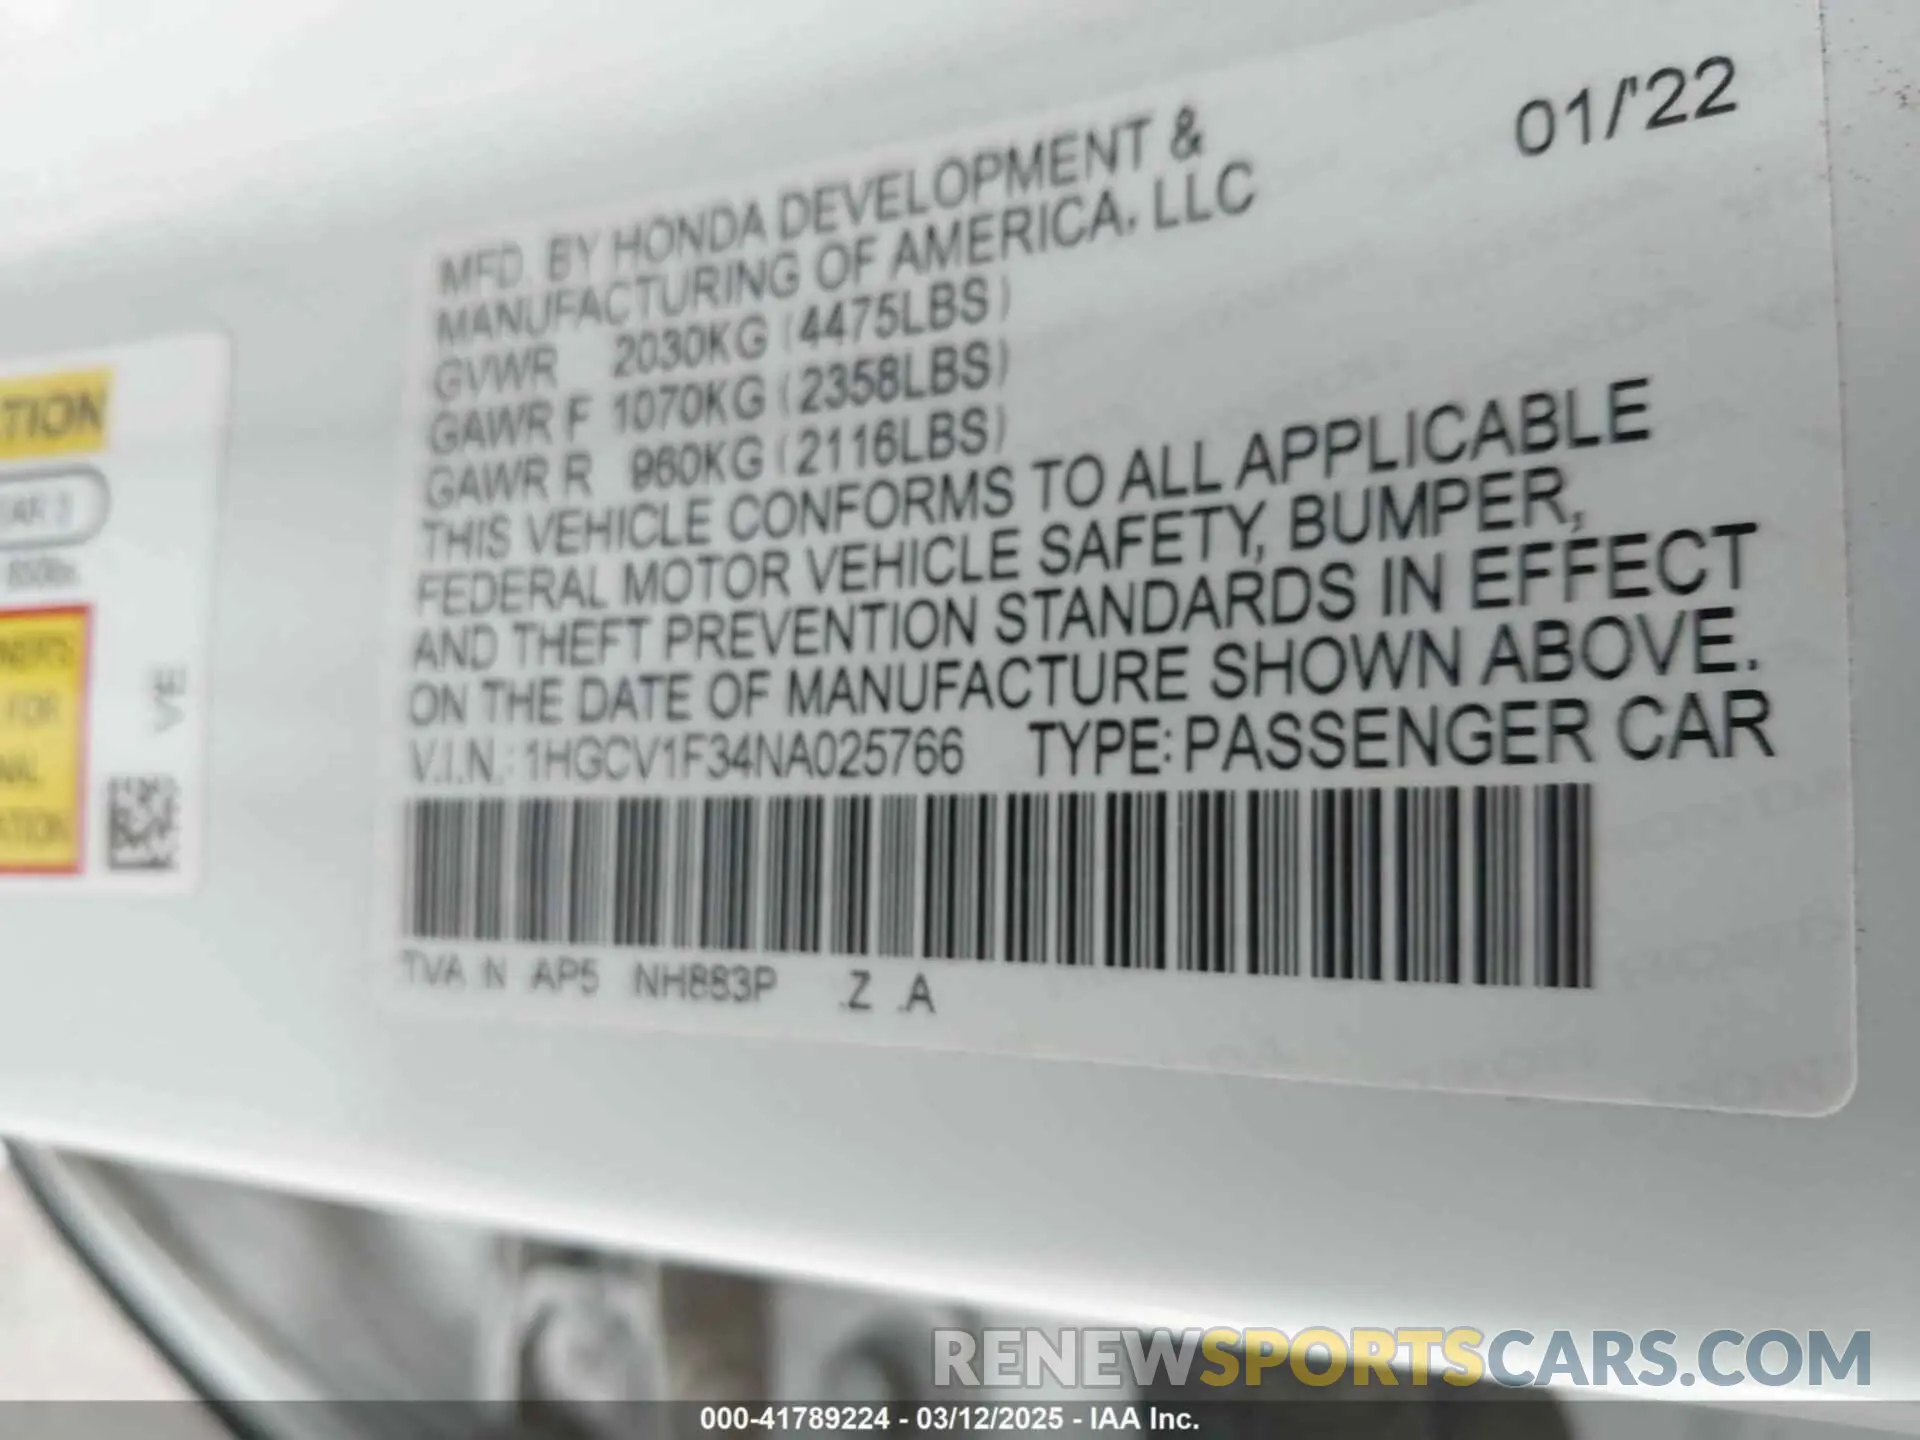 01/'22
MFD. BY HONDA DEVELOPMENT &
MANUFACTURING OF AMERICA, LLC
GVWR 2030KG (4475LBS)
GAWR F 1070KG (2358LBS)
GAWR R 960KG (2116LBS)
THIS VEHICLE CONFORMS TO ALL APPLICABLE
FEDERAL MOTOR VEHICLE SAFETY, BUMPER,
AND THEFT PREVENTION STANDARDS IN EFFECT
ON THE DATE OF MANUFACTURE SHOWN ABOVE.
V.I.N.: 1HGCV1F34NA025766 TYPE: PASSENGER CAR
TVA N AP5 NH883P .Z .A
TION
FOR
VE
RENEWSPORTSCARS.COM
000-41789224 - 03/12/2025 - IAA Inc.